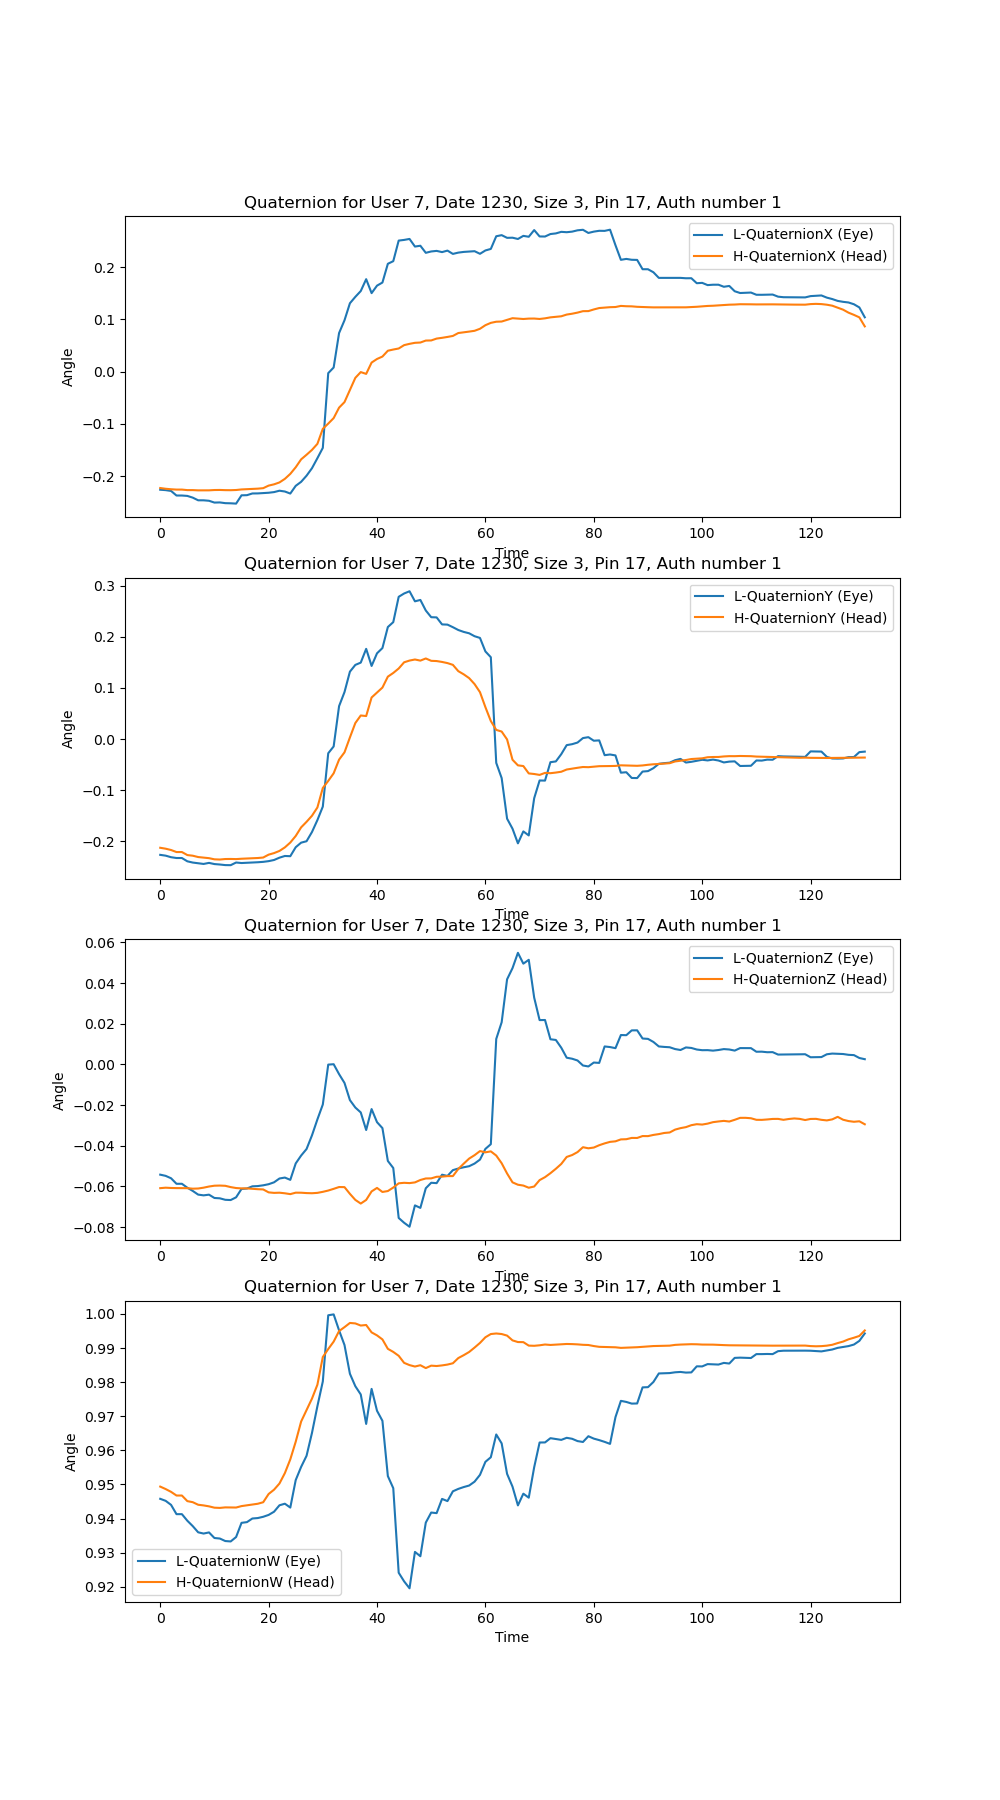 Quaternion for User 7, Date 1230, Size 3, Pin 17, Auth number 1
L-QuaternionX (Eye)
H-QuaternionX (Head)
0.2
0.1
0.0
−0.1
−0.2
Angle
0 20 40 60 80 100 120
Time
Quaternion for User 7, Date 1230, Size 3, Pin 17, Auth number 1
L-QuaternionY (Eye)
H-QuaternionY (Head)
0.3
0.2
0.1
0.0
−0.1
−0.2
Angle
0 20 40 60 80 100 120
Time
Quaternion for User 7, Date 1230, Size 3, Pin 17, Auth number 1
L-QuaternionZ (Eye)
H-QuaternionZ (Head)
0.06
0.04
0.02
0.00
−0.02
−0.04
−0.06
−0.08
Angle
0 20 40 60 80 100 120
Time
Quaternion for User 7, Date 1230, Size 3, Pin 17, Auth number 1
1.00
0.99
0.98
0.97
0.96
0.95
0.94
0.93
0.92
Angle
L-QuaternionW (Eye)
H-QuaternionW (Head)
0 20 40 60 80 100 120
Time